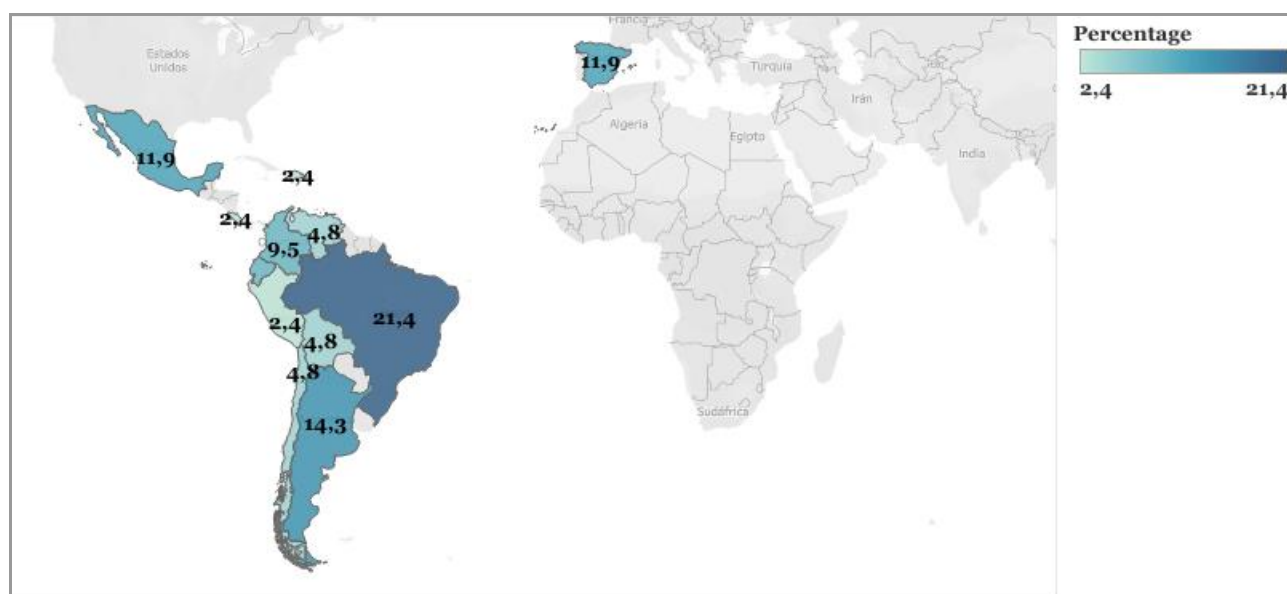 Francia
Percentage
Estados
Unidos
11,9
Turquía
2,4
21,4
Irán
Algeria
Egipto
India
11,9
2,4
2,4
4,8
9,5
21,4
2,4
4,8
4,8
Sudáfrica
14,3